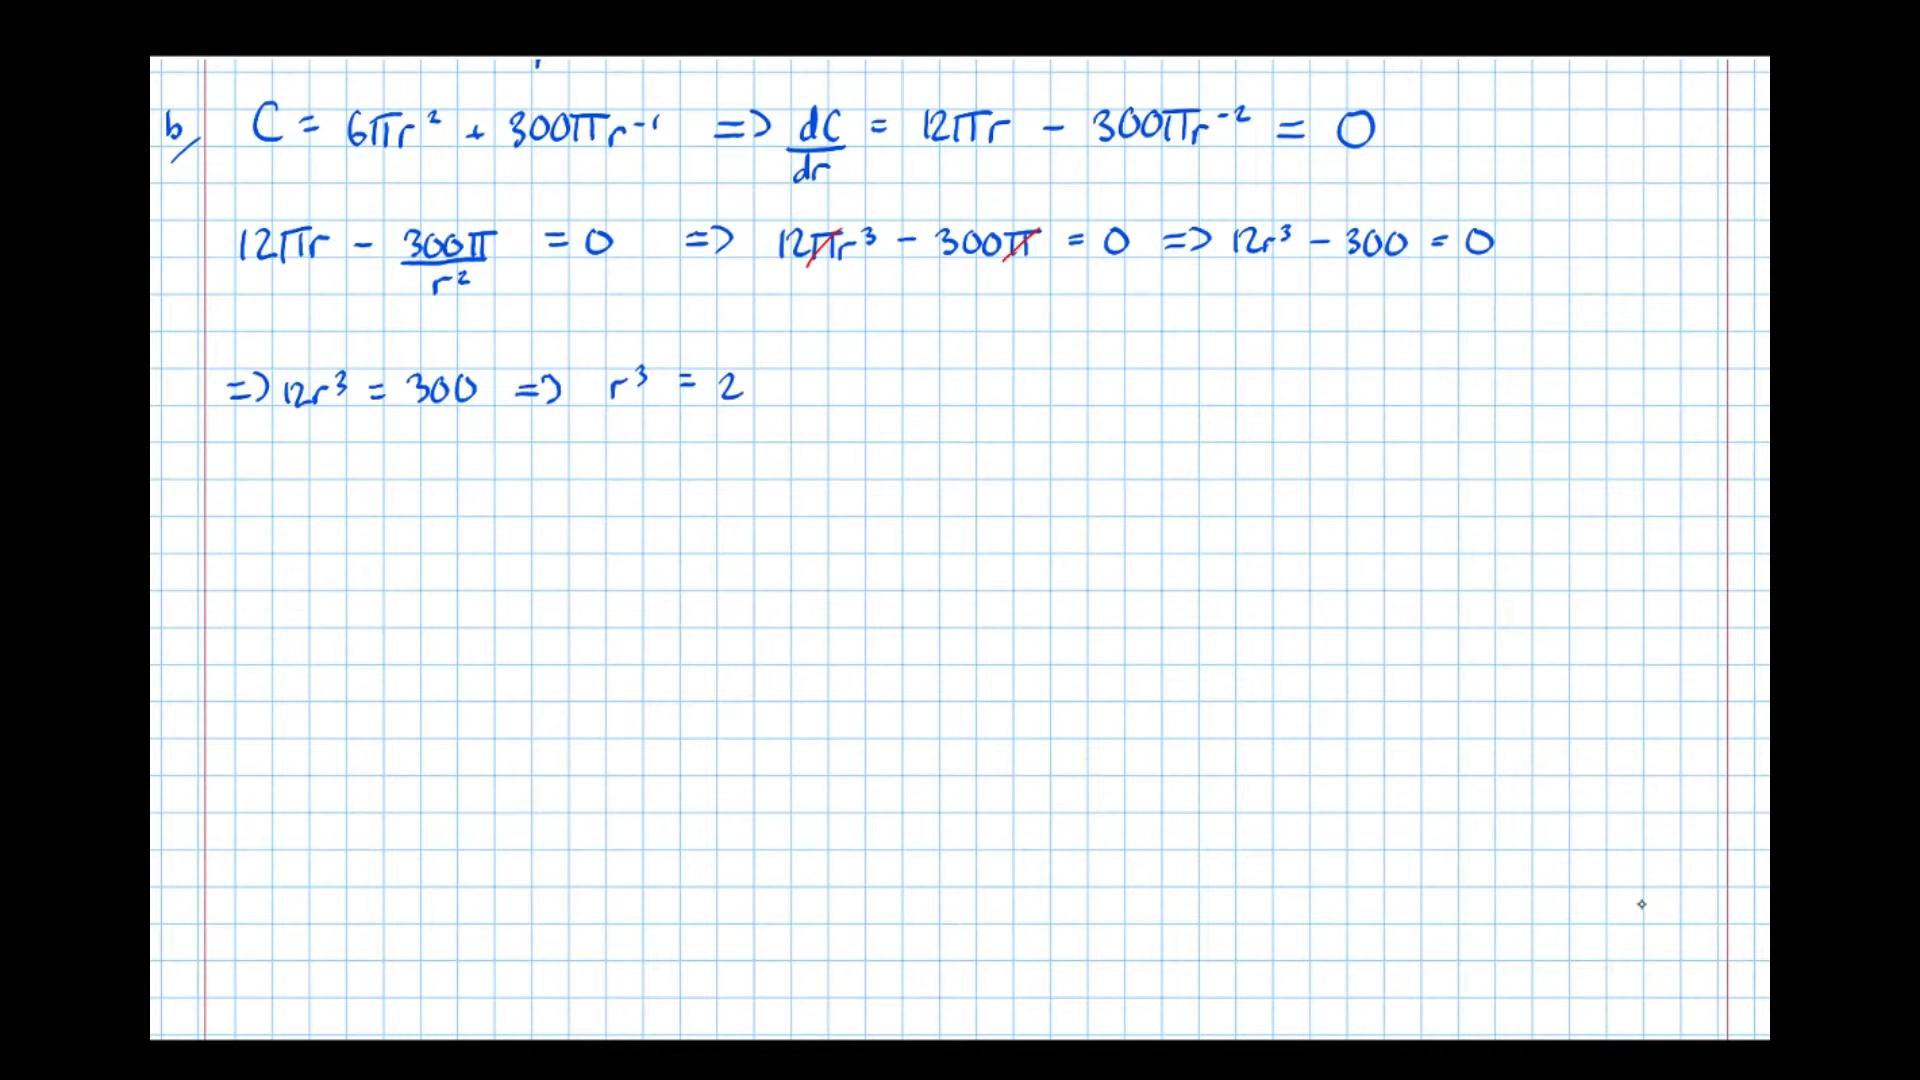 b/ C = 6πr² + 300πr⁻¹ => dC/dr = 12πr - 300πr⁻² = 0
12πr - 300π/r² = 0 => 12πr³ - 300π = 0 => 12r³ - 300 = 0
=> 12r³ = 300 => r³ = 2